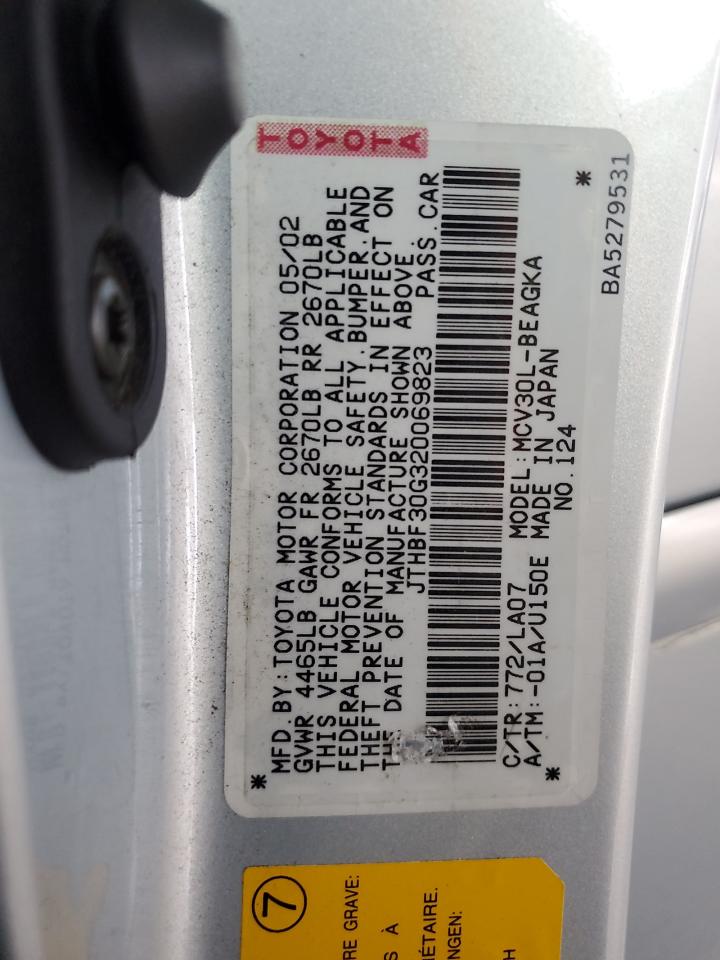 TOYOTA
MFD. BY: TOYOTA MOTOR CORPORATION 05/02
GVWR 4465LB GAWR FR 2670LB RR 2670LB
THIS VEHICLE CONFORMS TO ALL APPLICABLE
FEDERAL MOTOR VEHICLE SAFETY, BUMPER, AND
THEFT PREVENTION STANDARDS IN EFFECT ON
THE DATE OF MANUFACTURE SHOWN ABOVE.
JTHBF30G320069823 PASS. CAR
C/TR: 772/LA07 MODEL: MCV30L-BEAGKA
A/TM: -01A/U150E MADE IN JAPAN
NO. 124
BA5279531
7
RE GRAVE:
S À
ÉTAIRE.
NGEN:
H